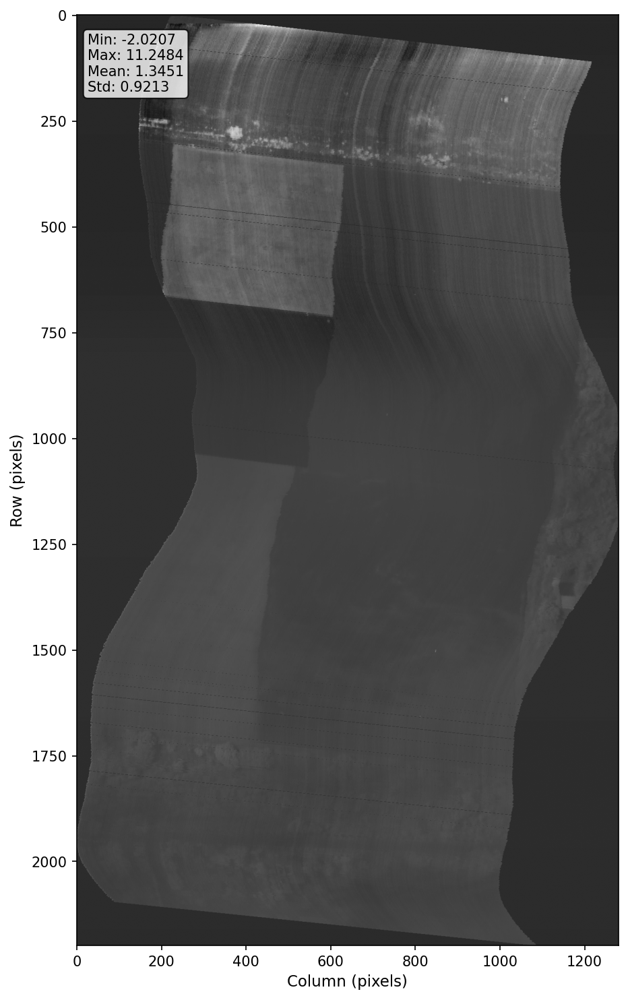 Min: -2.0207
Max: 11.2484
Mean: 1.3451
Std: 0.9213
0
250
500
750
1000
1250
1500
1750
2000
Row (pixels)
0 200 400 600 800 1000 1200
Column (pixels)